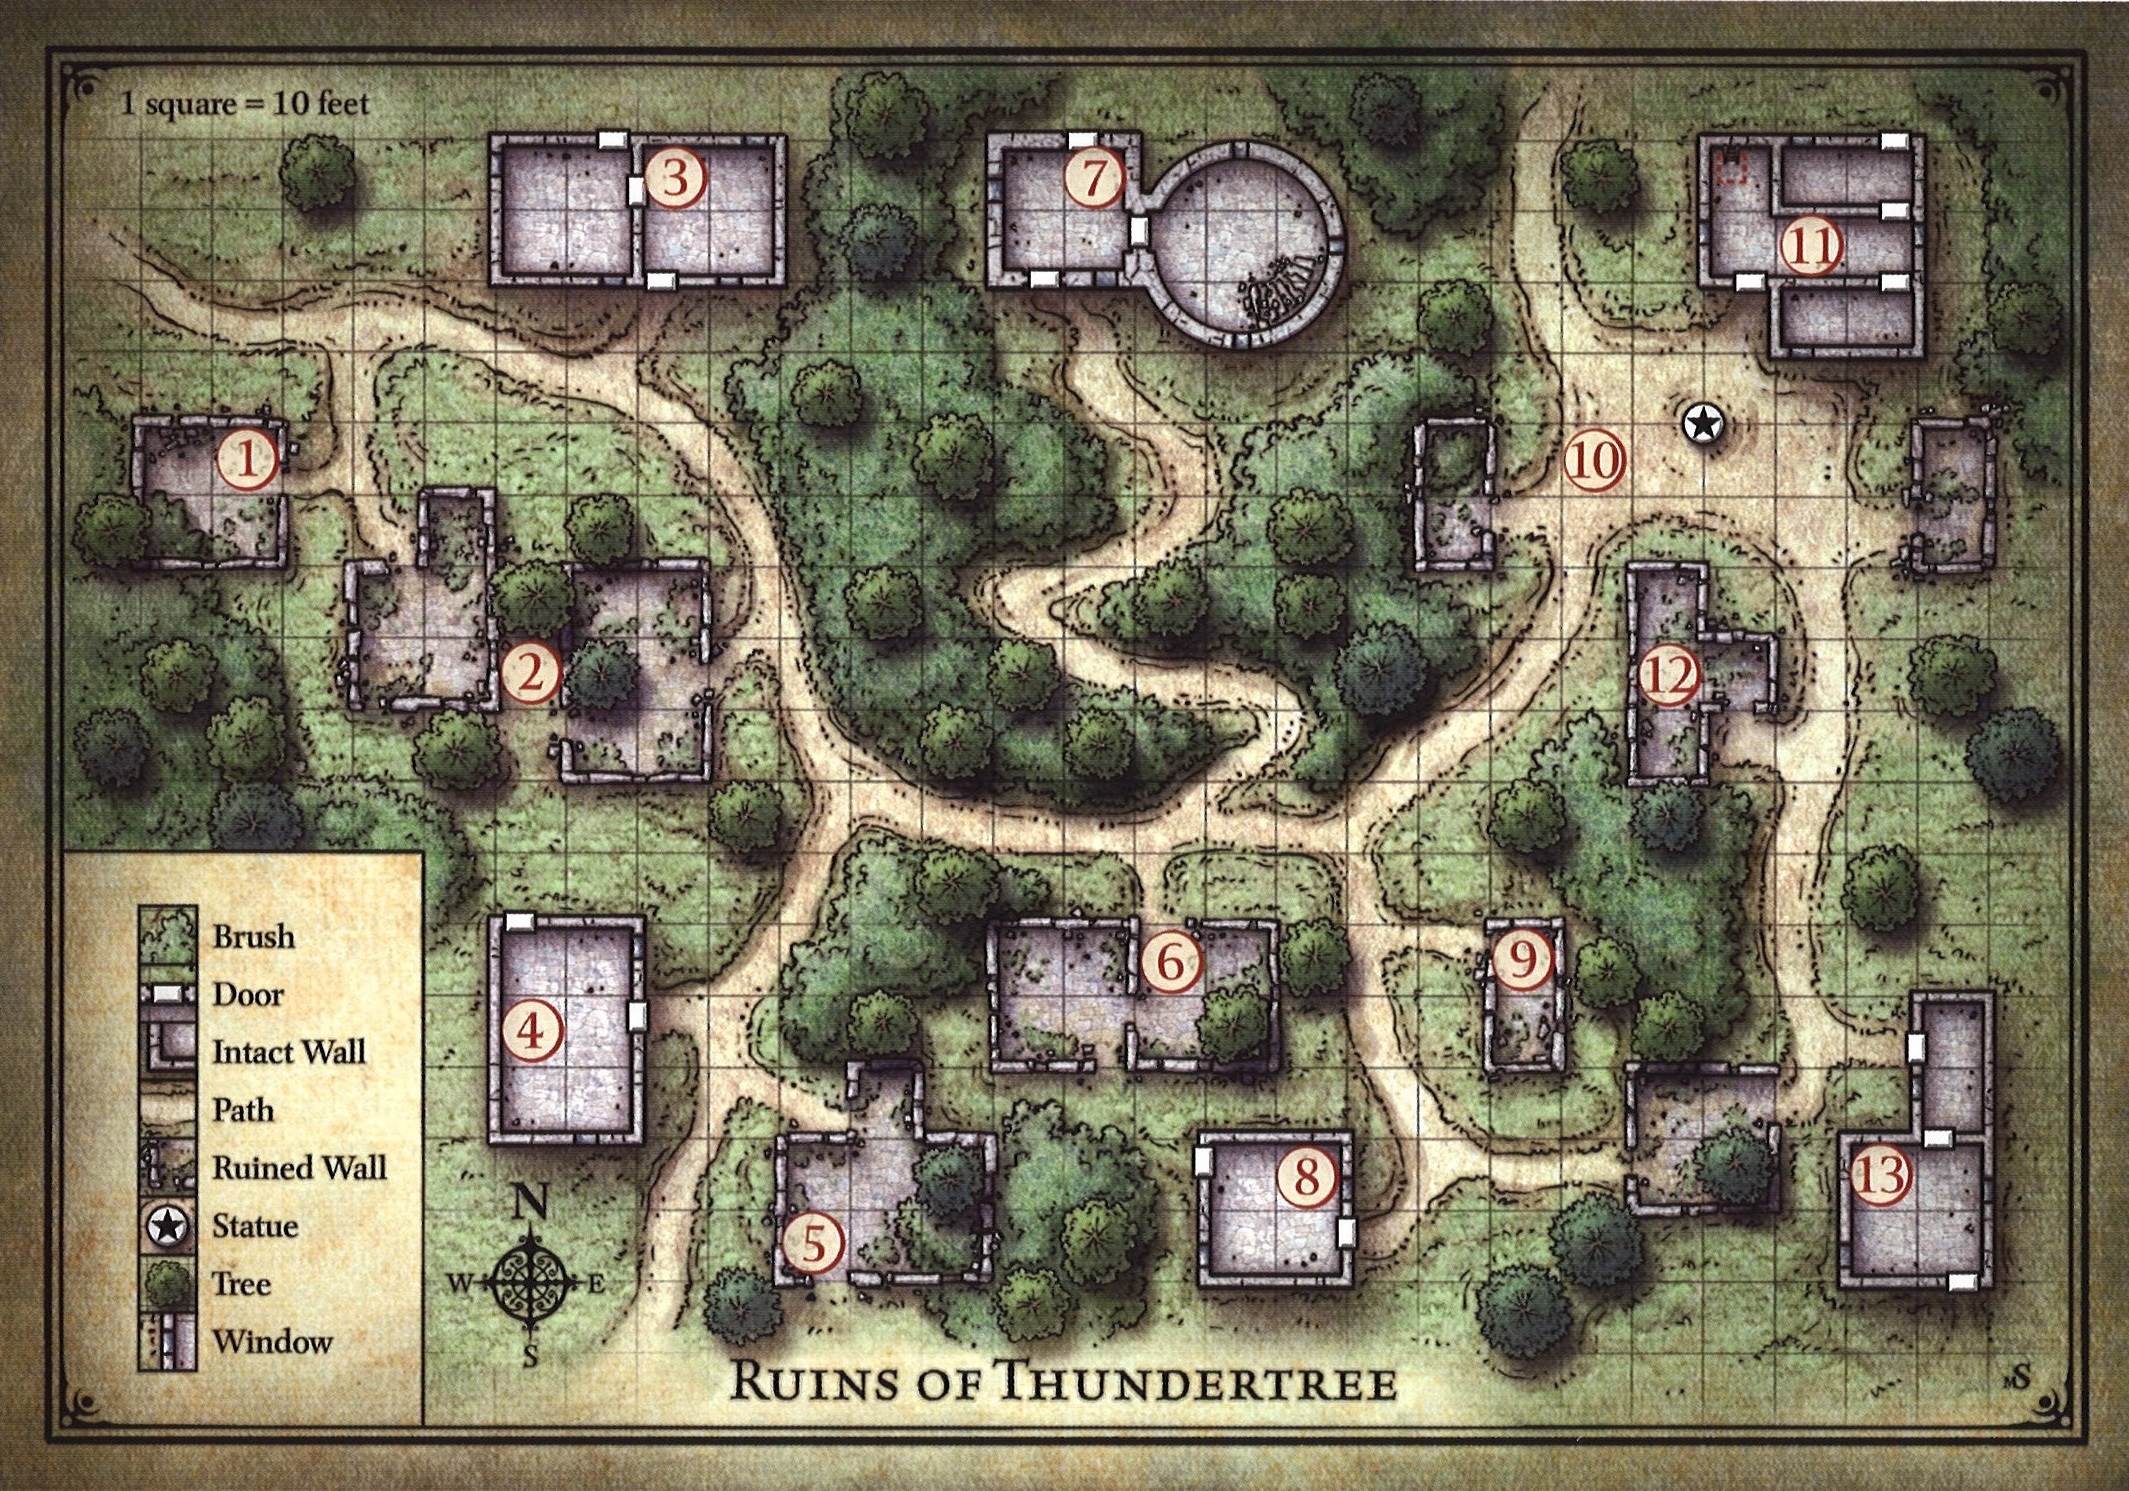 1 square = 10 feet
3
7
11
1
10
2
12
4
6
9
5
8
13
Brush
Door
Intact Wall
Path
Ruined Wall
Statue
Tree
Window
N
W
E
S
RUINS OF THUNDERTREE
MS